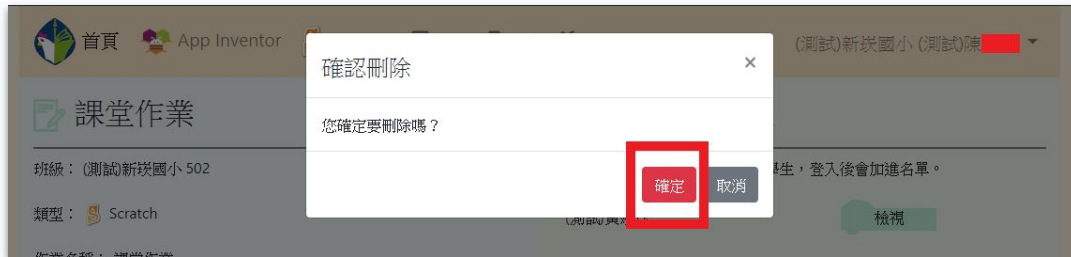 首頁 App Inventor (測試)新崁國小 (測試)陳
確認刪除 ×
課堂作業
您確定要刪除嗎？
班級： (測試)新崁國小 502 學生，登入後會加進名單。
確定 取消
類型： Scratch 檢視